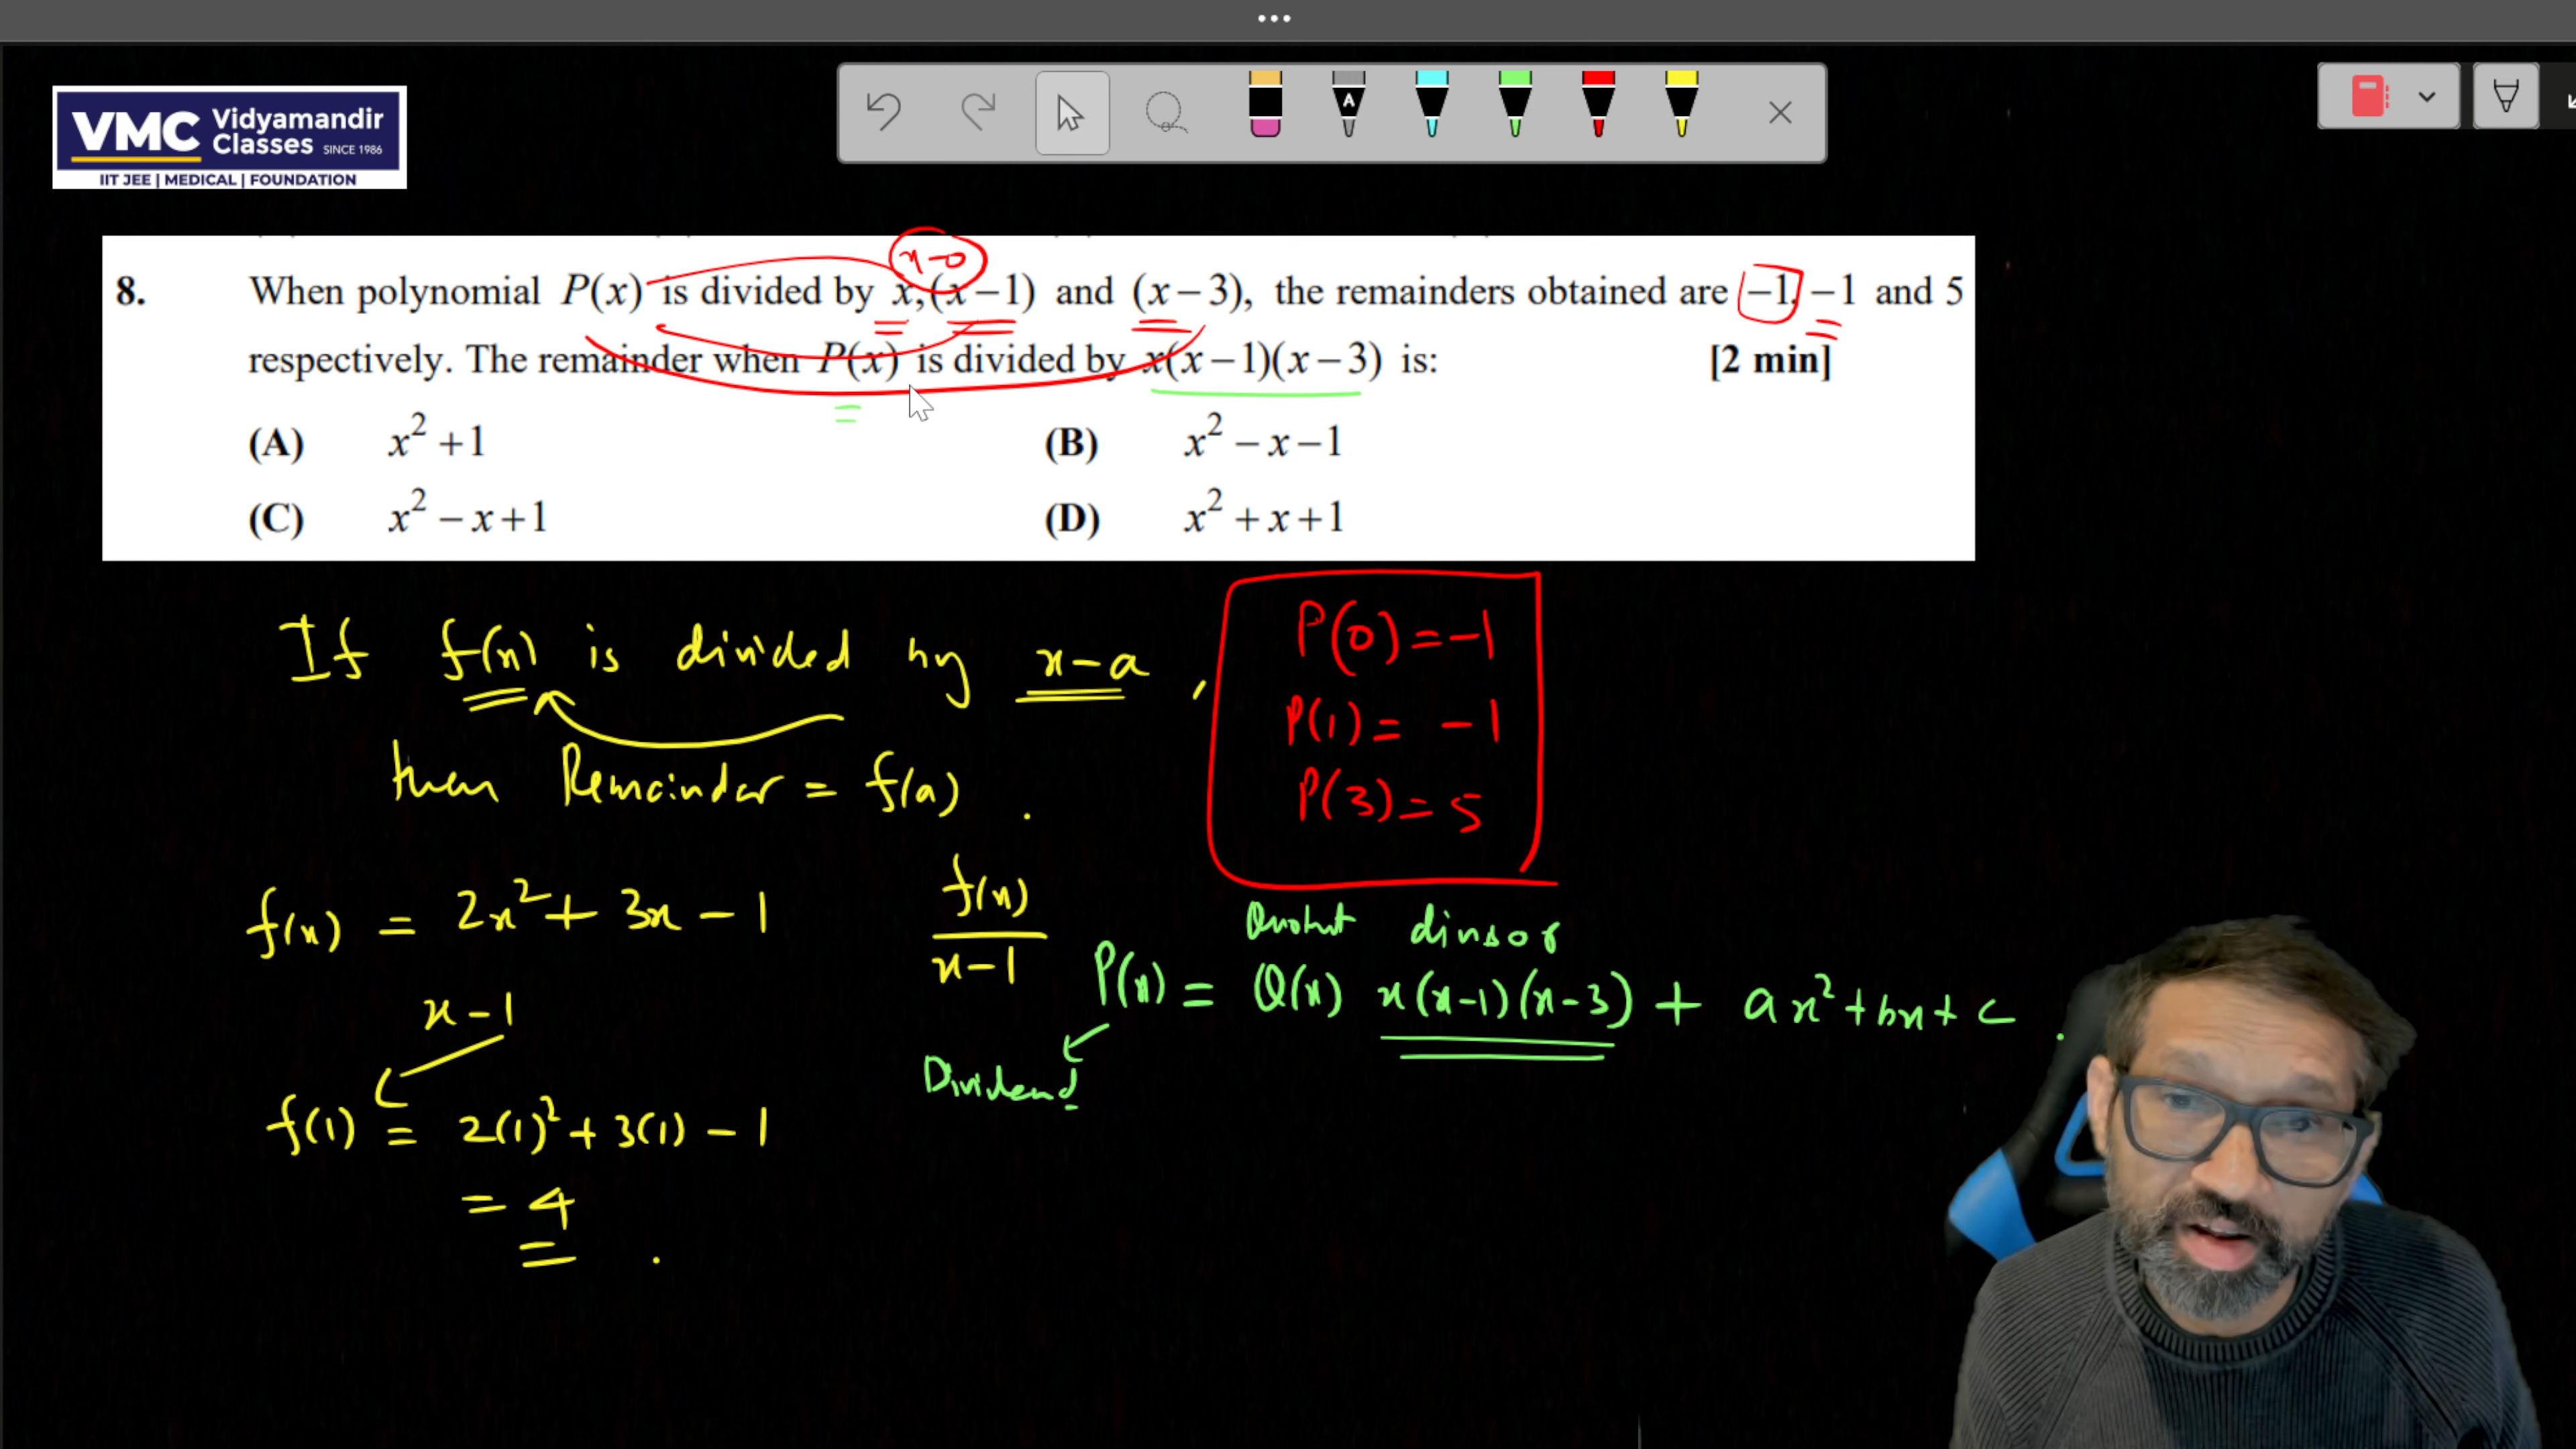 VMC Vidyamandir Classes SINCE 1986
IIT JEE | MEDICAL | FOUNDATION
x-0
8. When polynomial P(x) is divided by x,(x−1) and (x−3), the remainders obtained are −1, −1 and 5
respectively. The remainder when P(x) is divided by x(x−1)(x−3) is: [2 min]
(A) x² +1 (B) x² − x −1
(C) x² − x +1 (D) x² + x +1
If f(x) is divided by x-a,
then Remainder = f(a).
P(0) = -1
P(1) = -1
P(3) = 5
f(x) = 2x² + 3x - 1
f(x)
x-1
x-1
f(1) = 2(1)² + 3(1) - 1
= 4
divisor
P(x) = Q(x) x(x-1)(x-3) + ax² + bx + c.
Dividend